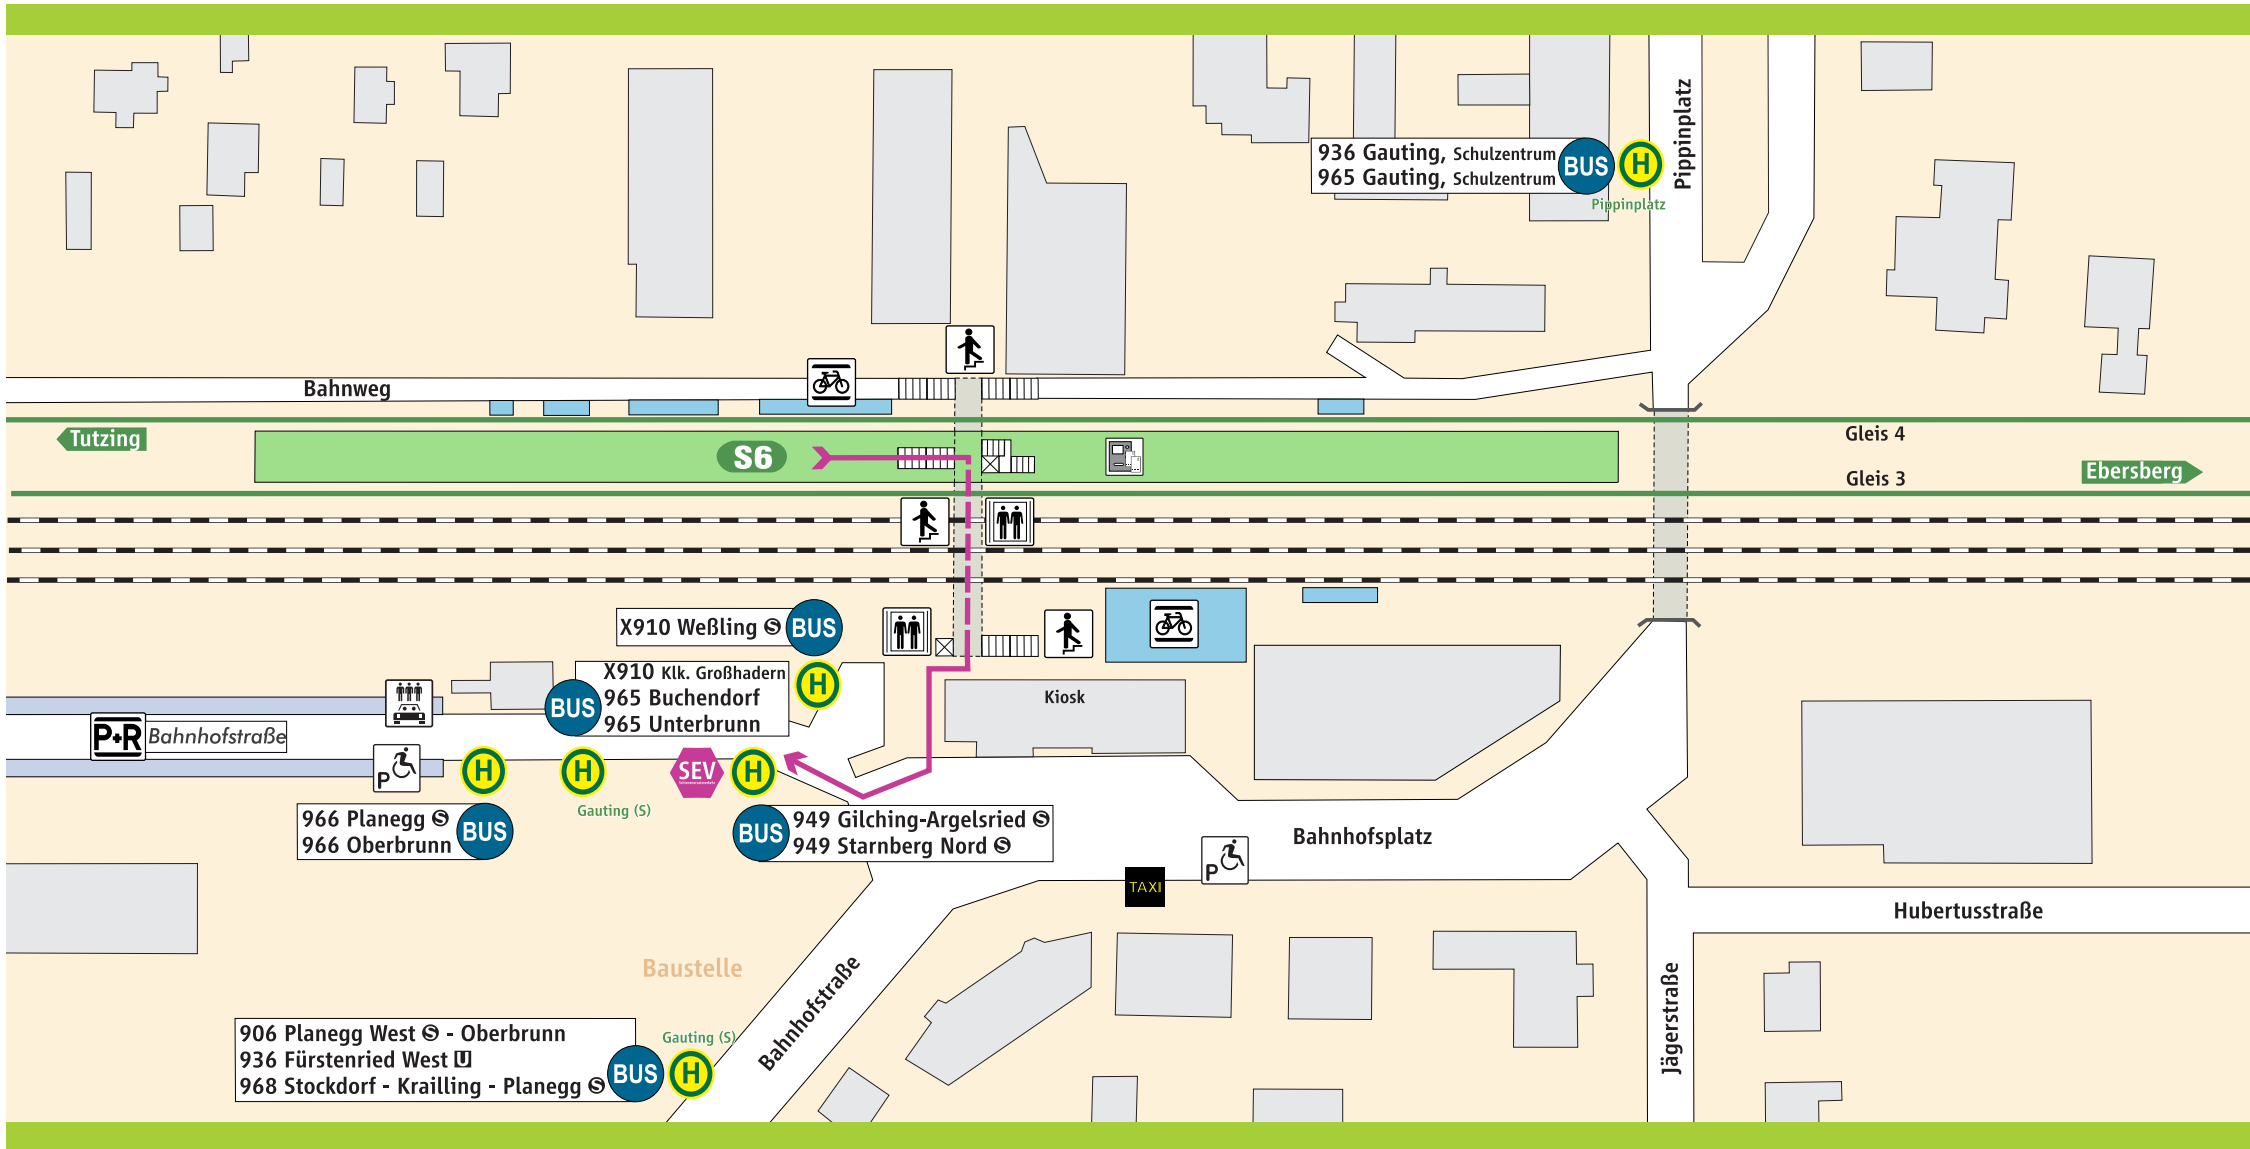 Pippinplatz
936 Gauting, Schulzentrum
965 Gauting, Schulzentrum
BUS
H
Pippinplatz
Bahnweg
Tutzing
S6
Gleis 4
Gleis 3
Ebersberg
X910 Weßling S
BUS
X910 Klk. Großhadern
965 Buchendorf
965 Unterbrunn
BUS
H
Kiosk
P+R
Bahnhofstraße
P
H
H
SEV
H
Gauting (S)
966 Planegg S
966 Oberbrunn
BUS
BUS
949 Gilching-Argelsried S
949 Starnberg Nord S
Bahnhofsplatz
P
TAXI
Hubertusstraße
Baustelle
Bahnhofstraße
Jägerstraße
Gauting (S)
906 Planegg West S - Oberbrunn
936 Fürstenried West U
968 Stockdorf - Krailling - Planegg S
BUS
H